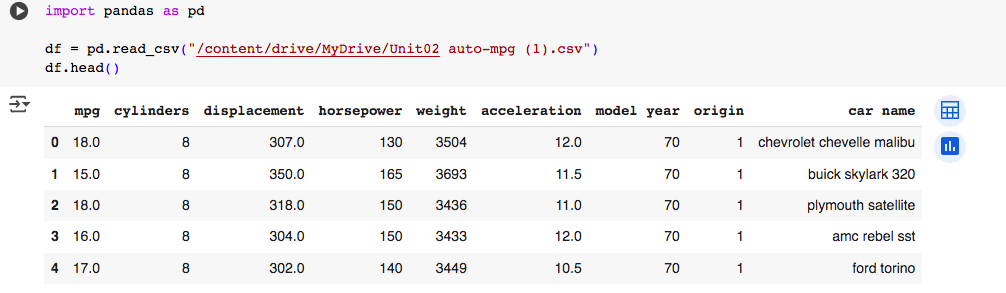 import pandas as pd
df = pd.read_csv("/content/drive/MyDrive/Unit02 auto-mpg (1).csv")
df.head()
mpg cylinders displacement horsepower weight acceleration model year origin car name
0 18.0 8 307.0 130 3504 12.0 70 1 chevrolet chevelle malibu
1 15.0 8 350.0 165 3693 11.5 70 1 buick skylark 320
2 18.0 8 318.0 150 3436 11.0 70 1 plymouth satellite
3 16.0 8 304.0 150 3433 12.0 70 1 amc rebel sst
4 17.0 8 302.0 140 3449 10.5 70 1 ford torino